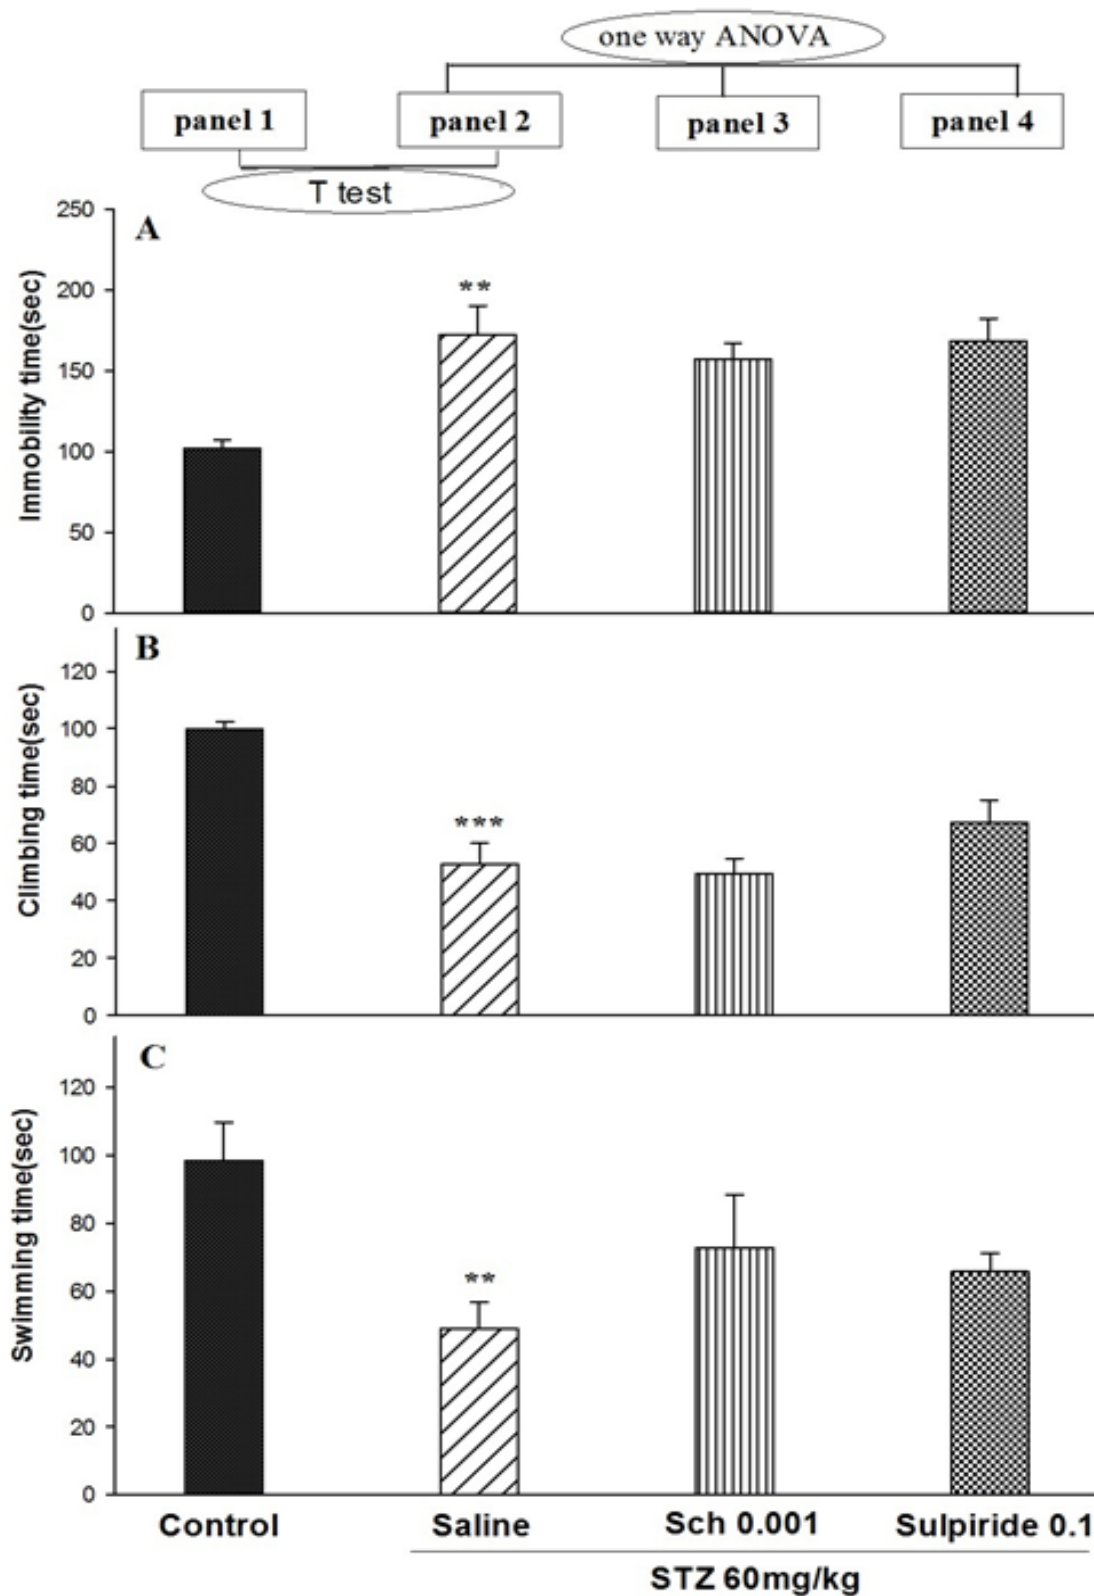 one way ANOVA
panel 1
panel 2
panel 3
panel 4
T test
A
Immobility time(sec)
250
200
150
100
50
0
**
B
Climbing time(sec)
120
100
80
60
40
20
0
***
C
Swimming time(sec)
120
100
80
60
40
20
0
**
Control
Saline
Sch 0.001
Sulpiride 0.1
STZ 60mg/kg